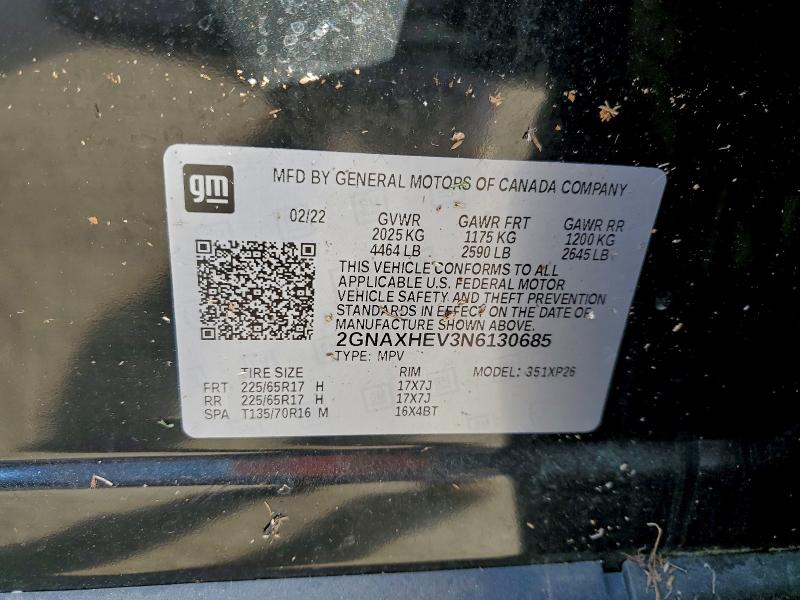 gm
MFD BY GENERAL MOTORS OF CANADA COMPANY
02/22 GVWR GAWR FRT GAWR RR
2025 KG 1175 KG 1200 KG
4464 LB 2590 LB 2645 LB
THIS VEHICLE CONFORMS TO ALL
APPLICABLE U.S. FEDERAL MOTOR
VEHICLE SAFETY AND THEFT PREVENTION
STANDARDS IN EFFECT ON THE DATE OF
MANUFACTURE SHOWN ABOVE.
2GNAXHEV3N6130685
TYPE: MPV
TIRE SIZE RIM MODEL: 351XP26
FRT 225/65R17 H 17X7J
RR 225/65R17 H 17X7J
SPA T135/70R16 M 16X4BT